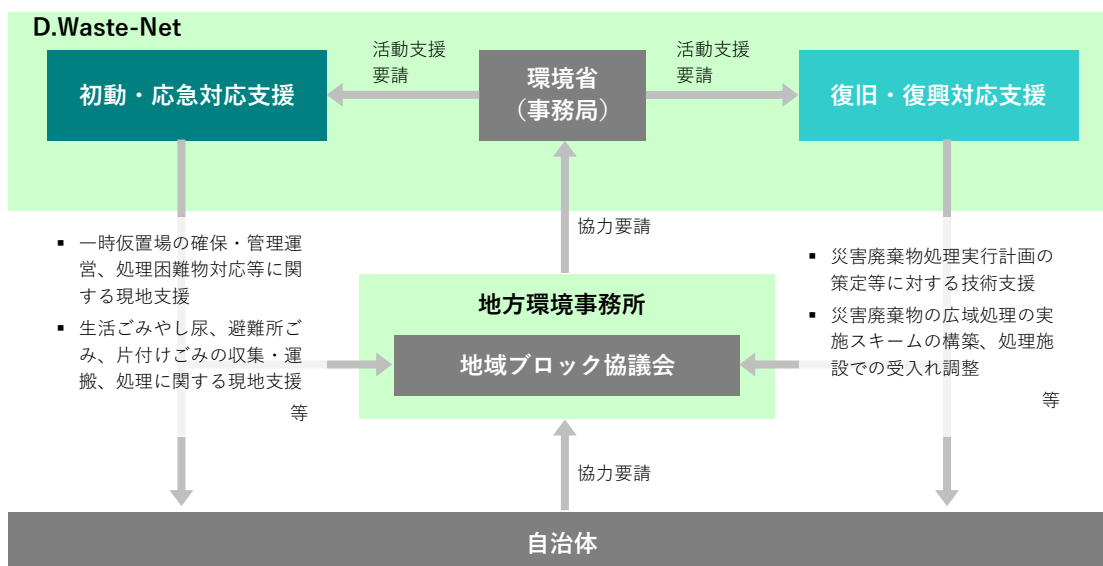 D.Waste-Net
活動支援
要請
活動支援
要請
初動・応急対応支援
環境省
（事務局）
復旧・復興対応支援
協力要請
▪ 一時仮置場の確保・管理運
営、処理困難物対応等に関
する現地支援
▪ 生活ごみやし尿、避難所ご
み、片付けごみの収集・運
搬、処理に関する現地支援
等
地方環境事務所
地域ブロック協議会
▪ 災害廃棄物処理実行計画の
策定等に対する技術支援
▪ 災害廃棄物の広域処理の実
施スキームの構築、処理施
設での受入れ調整
等
協力要請
自治体